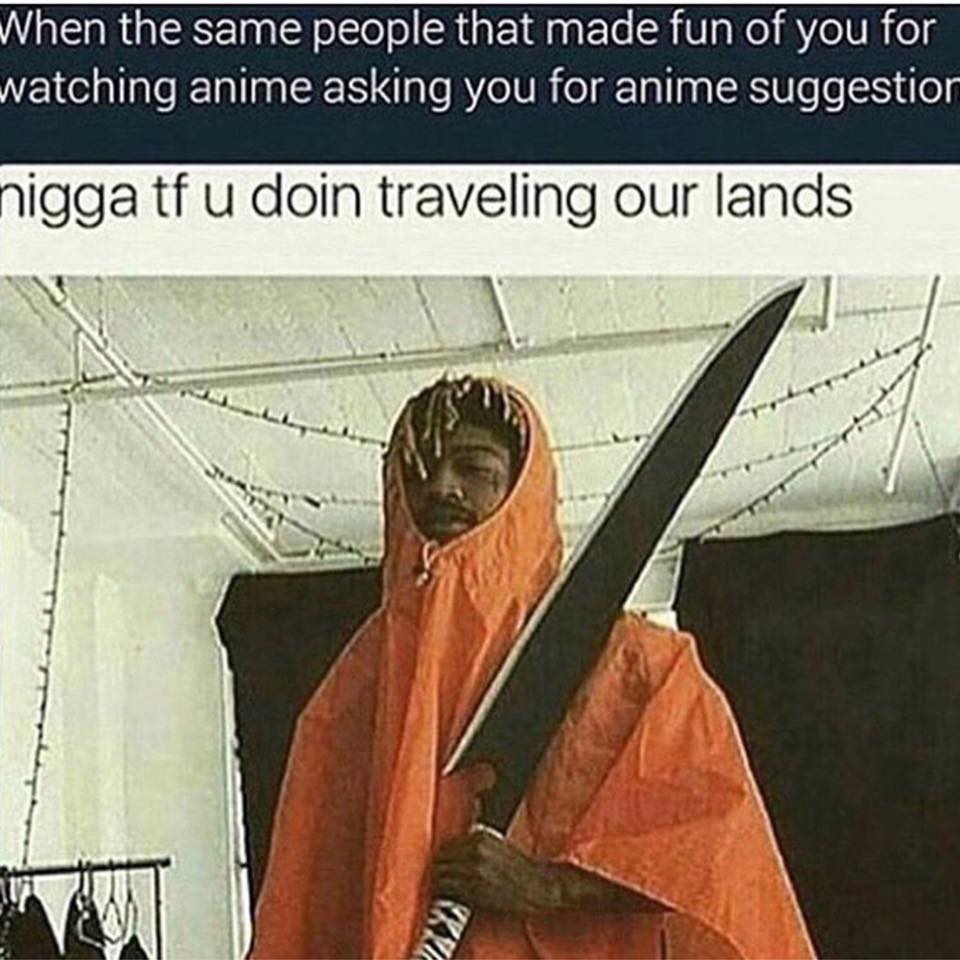 When the same people that made fun of you for
watching anime asking you for anime suggestion
nigga tf u doin traveling our lands